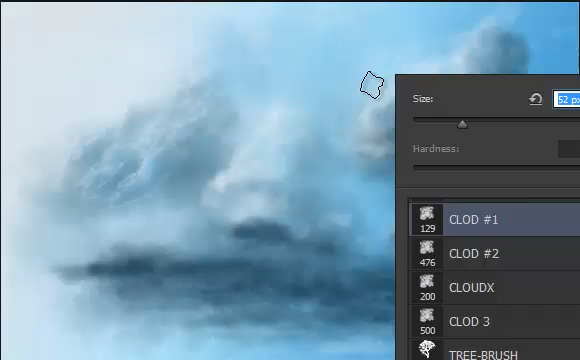 Size:
52 px
Hardness:
CLOD #1
129
CLOD #2
476
CLOUDX
200
CLOD 3
500
TREE-BRUSH